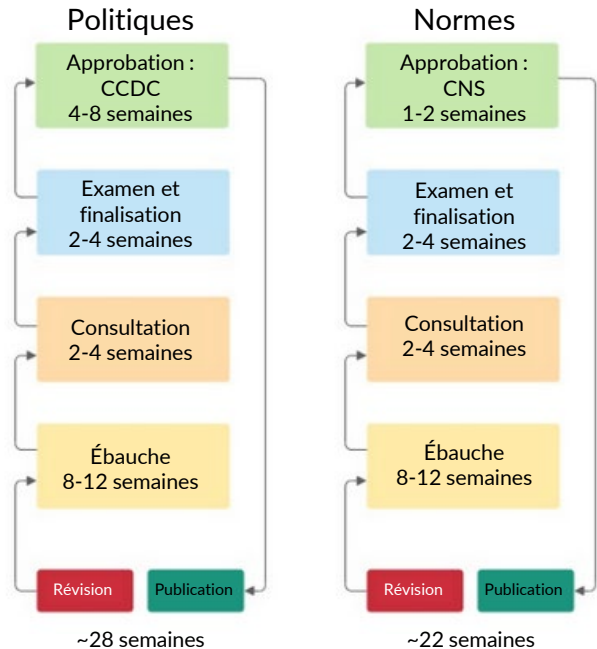 Politiques
Approbation :
CCDC
4-8 semaines
Examen et
finalisation
2-4 semaines
Consultation
2-4 semaines
Ébauche
8-12 semaines
Révision
Publication
~28 semaines
Normes
Approbation :
CNS
1-2 semaines
Examen et
finalisation
2-4 semaines
Consultation
2-4 semaines
Ébauche
8-12 semaines
Révision
Publication
~22 semaines